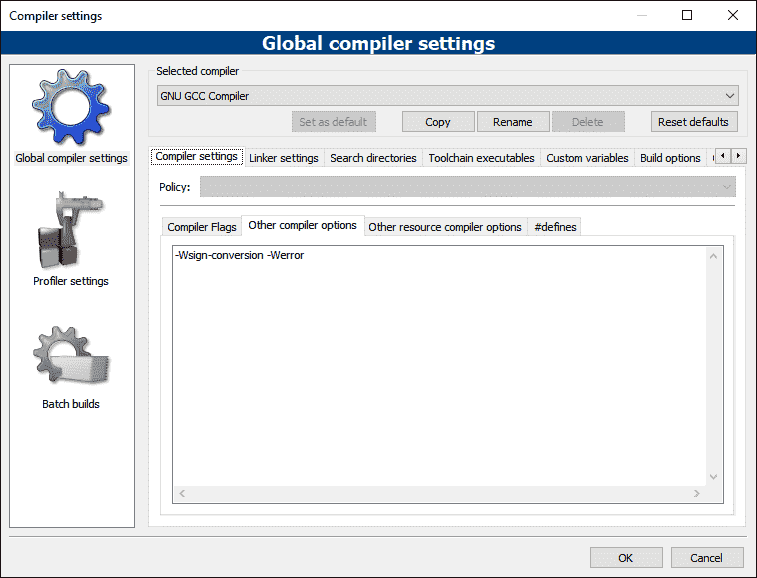 Compiler settings
Global compiler settings
Global compiler settings
Profiler settings
Batch builds
Selected compiler
GNU GCC Compiler
Set as default Copy Rename Delete Reset defaults
Compiler settings Linker settings Search directories Toolchain executables Custom variables Build options
Policy:
Compiler Flags Other compiler options Other resource compiler options #defines
-Wsign-conversion -Werror
OK Cancel